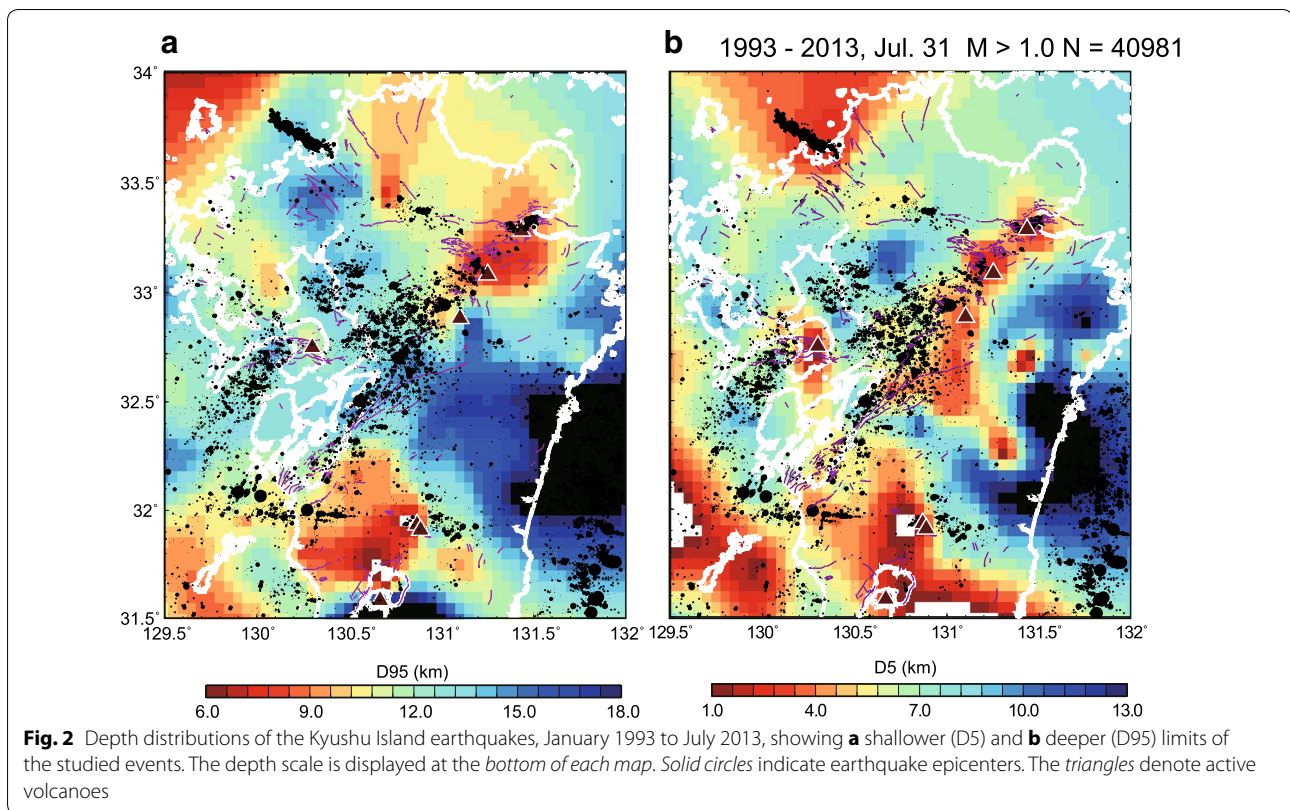 a
b 1993 - 2013, Jul. 31 M > 1.0 N = 40981
34˚
33.5˚
33˚
32.5˚
32˚
31.5˚
129.5˚ 130˚ 130.5˚ 131˚ 131.5˚ 132˚ 129.5˚ 130˚ 130.5˚ 131˚ 131.5˚ 132˚
D95 (km) D5 (km)
6.0 9.0 12.0 15.0 18.0 1.0 4.0 7.0 10.0 13.0
Fig. 2 Depth distributions of the Kyushu Island earthquakes, January 1993 to July 2013, showing a shallower (D5) and b deeper (D95) limits of
the studied events. The depth scale is displayed at the bottom of each map. Solid circles indicate earthquake epicenters. The triangles denote active
volcanoes